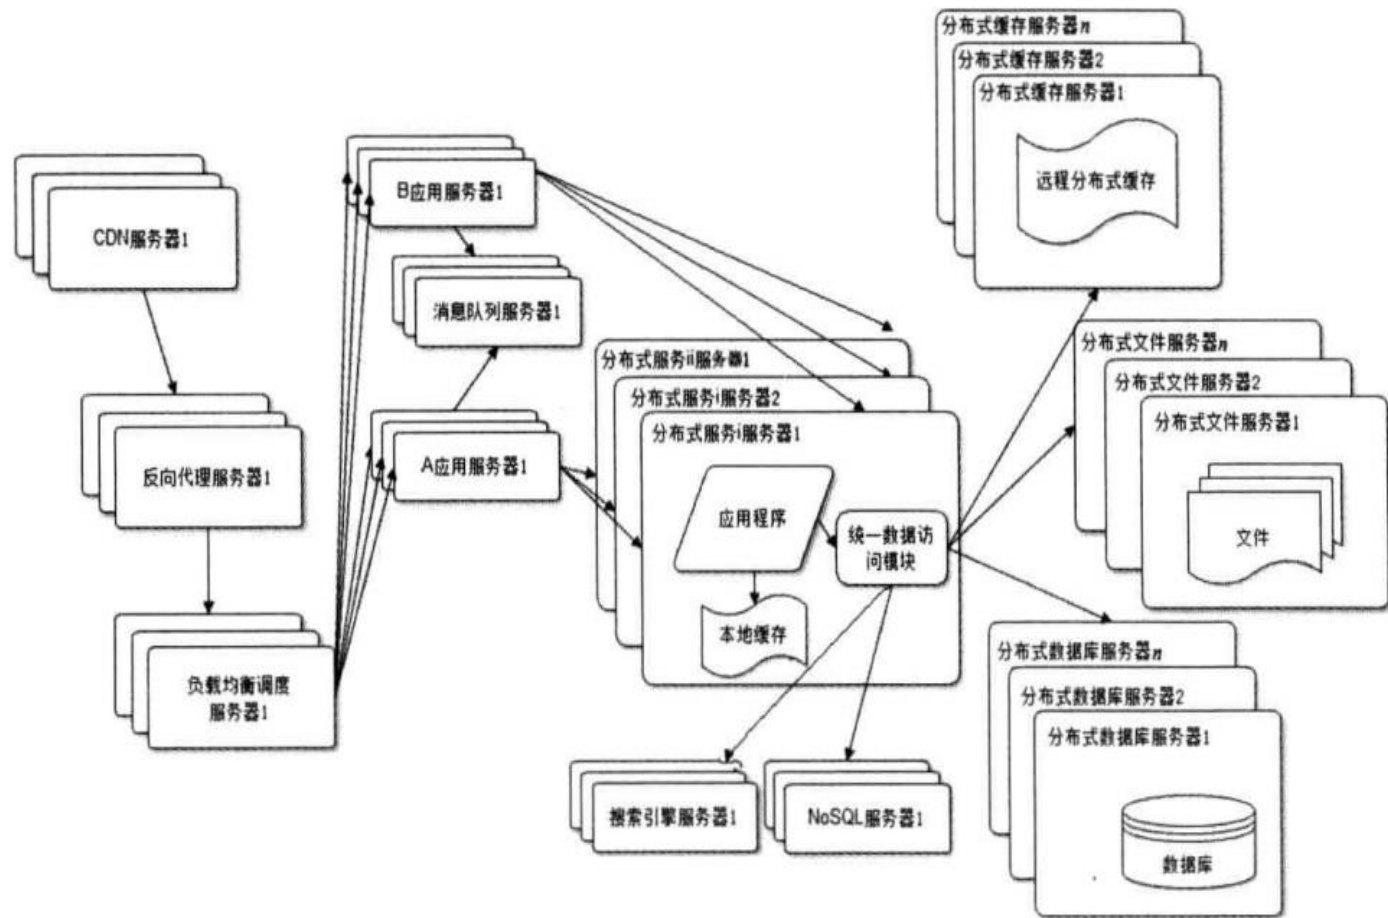 CDN服务器1
反向代理服务器1
负载均衡调度
服务器1
B应用服务器1
消息队列服务器1
A应用服务器1
分布式服务ii服务器1
分布式服务i服务器2
分布式服务i服务器1
应用程序
统一数据访
问模块
本地缓存
搜索引擎服务器1
NoSQL服务器1
分布式缓存服务器n
分布式缓存服务器2
分布式缓存服务器1
远程分布式缓存
分布式文件服务器n
分布式文件服务器2
分布式文件服务器1
文件
分布式数据库服务器n
分布式数据库服务器2
分布式数据库服务器1
数据库